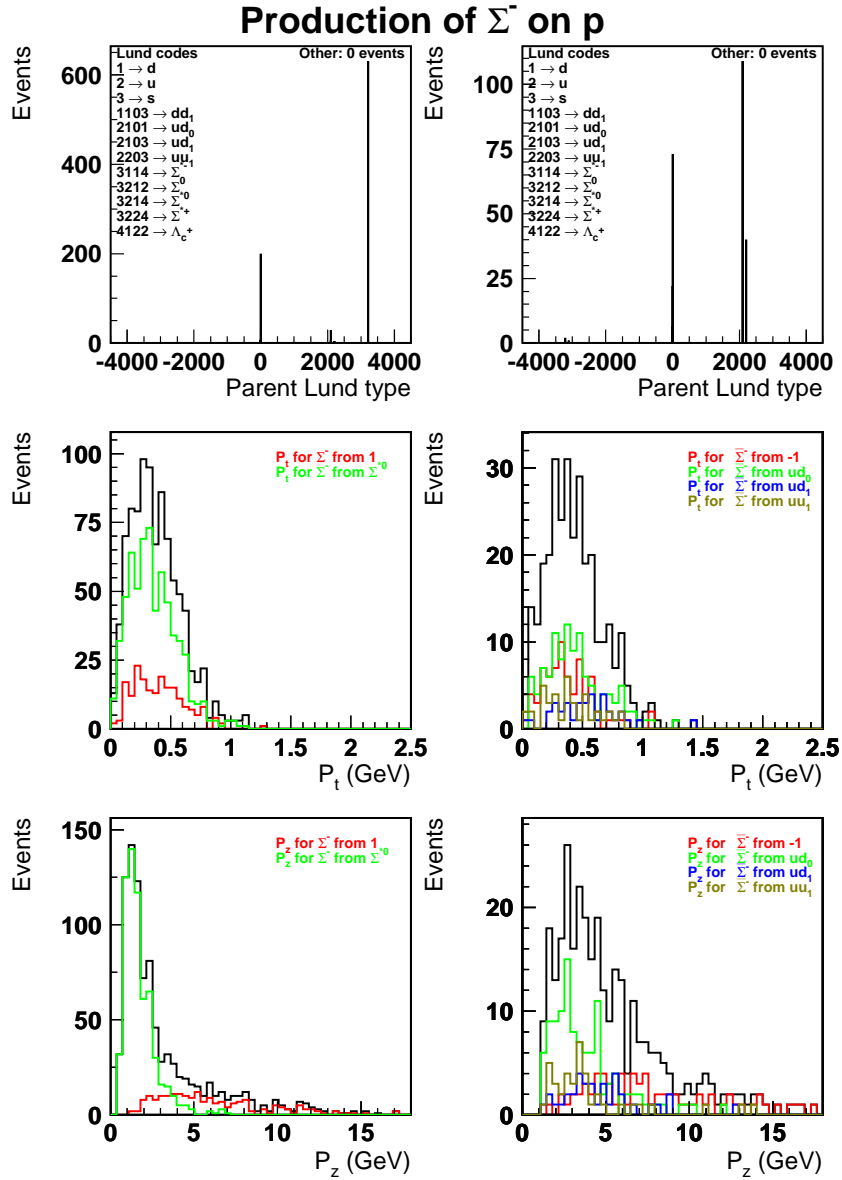 Production of Σ⁻ on p
Events
Lund codes
Other: 0 events
1 → d
2 → u
3 → s
1103 → dd₁
2101 → ud₀
2103 → ud₁
2203 → uu₁
3114 → Σ*⁻
3212 → Σ₀
3214 → Σ*⁰
3224 → Σ*⁺
4122 → Λc⁺
600
400
200
0
-4000 -2000 0 2000 4000
Parent Lund type
Events
Lund codes
Other: 0 events
1 → d
2 → u
3 → s
1103 → dd₁
2101 → ud₀
2103 → ud₁
2203 → uu₁
3114 → Σ*⁻
3212 → Σ₀
3214 → Σ*⁰
3224 → Σ*⁺
4122 → Λc⁺
100
75
50
25
0
-4000 -2000 0 2000 4000
Parent Lund type
Events
Pt for Σ⁻ from 1
Pt for Σ⁻ from Σ*⁰
100
75
50
25
0
0 0.5 1 1.5 2 2.5
Pt (GeV)
Events
Pt for Σ̄⁻ from -1
Pt for Σ̄⁻ from ud₀
Pt for Σ̄⁻ from ud₁
Pt for Σ̄⁻ from uu₁
30
20
10
0
0 0.5 1 1.5 2 2.5
Pt (GeV)
Events
Pz for Σ⁻ from 1
Pz for Σ⁻ from Σ*⁰
150
100
50
0
0 5 10 15
Pz (GeV)
Events
Pz for Σ̄⁻ from -1
Pz for Σ̄⁻ from ud₀
Pz for Σ̄⁻ from ud₁
Pz for Σ̄⁻ from uu₁
20
10
0
0 5 10 15
Pz (GeV)